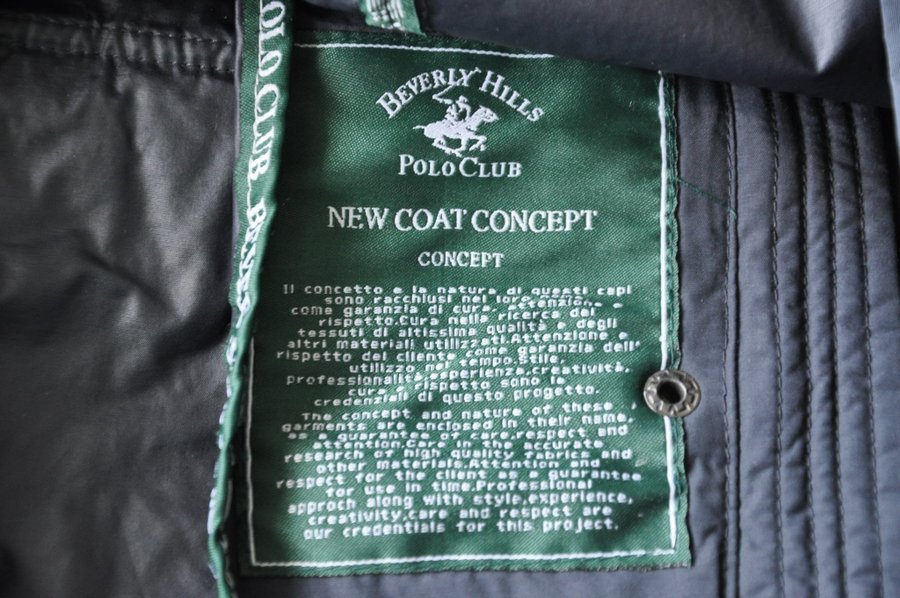 BEVERLY HILLS
POLO CLUB
NEW COAT CONCEPT
CONCEPT
Il concetto e la natura di questi capi
sono racchiusi nel loro attenzione
come garanzia di cura,
rispetto.Cura nella ricerca dei
tessuti di altissima qualità e degli
altri materiali utilizzati.Attenzione e
rispetto del cliente come garanzia dell'
utilizzo nel tempo.Stile,
professionalità,esperienza,creatività,
cura e rispetto sono le
credenziali di questo progetto.
The concept and nature of these
garments are enclosed in their name,
as a guarantee of care,respect and
attention.Care in the accurate
research of high quality fabrics and
other materials.Attention and
respect for the client as a guarantee
for use in time.Professional
approch along with style,experience,
creativity,care and respect are
our credentials for this project.
OLO CLUB BEVER